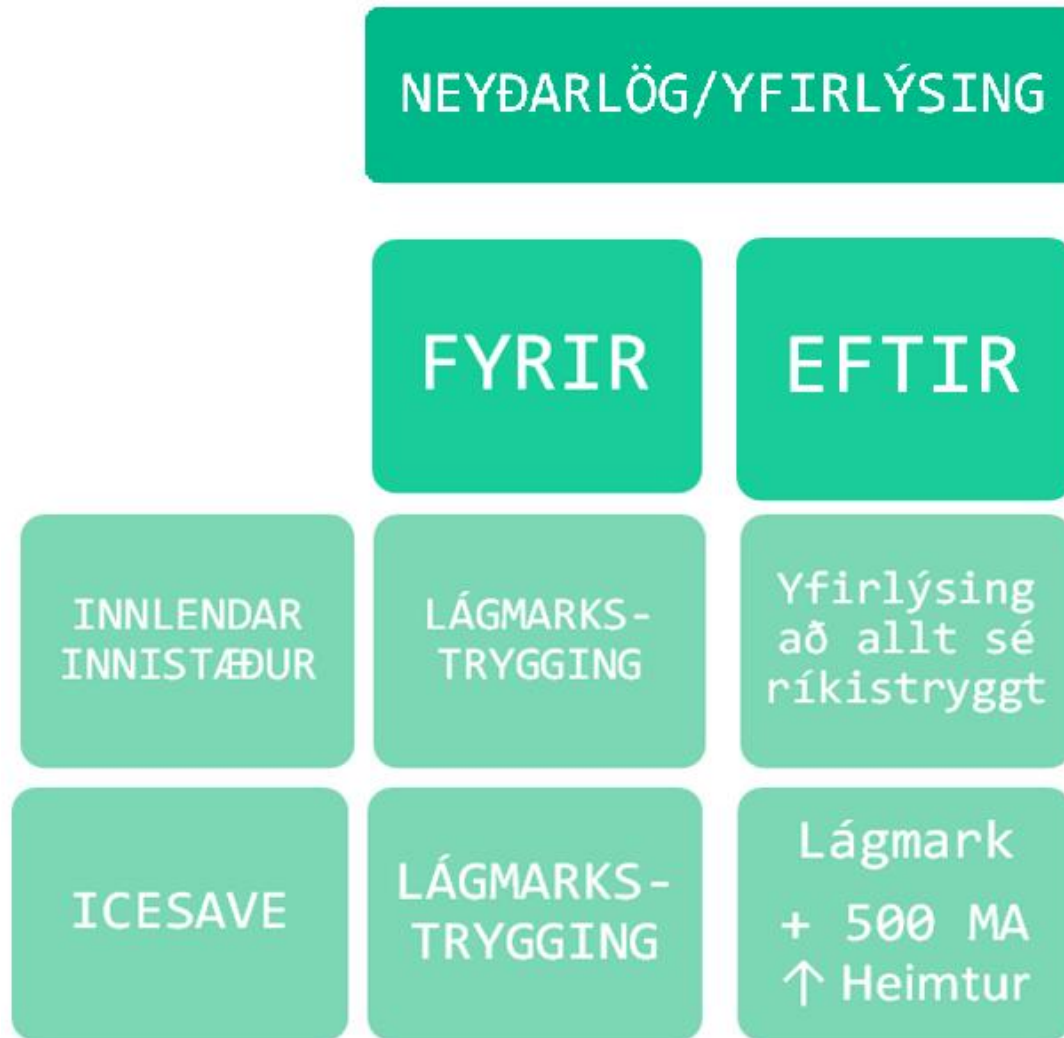 NEYÐARLÖG/YFIRLÝSING
FYRIR
EFTIR
INNLENDAR
INNISTÆÐUR
LÁGMARKS-
TRYGGING
Yfirlýsing
að allt sé
ríkistryggt
ICESAVE
LÁGMARKS-
TRYGGING
Lágmark
+ 500 MA
↑ Heimtur